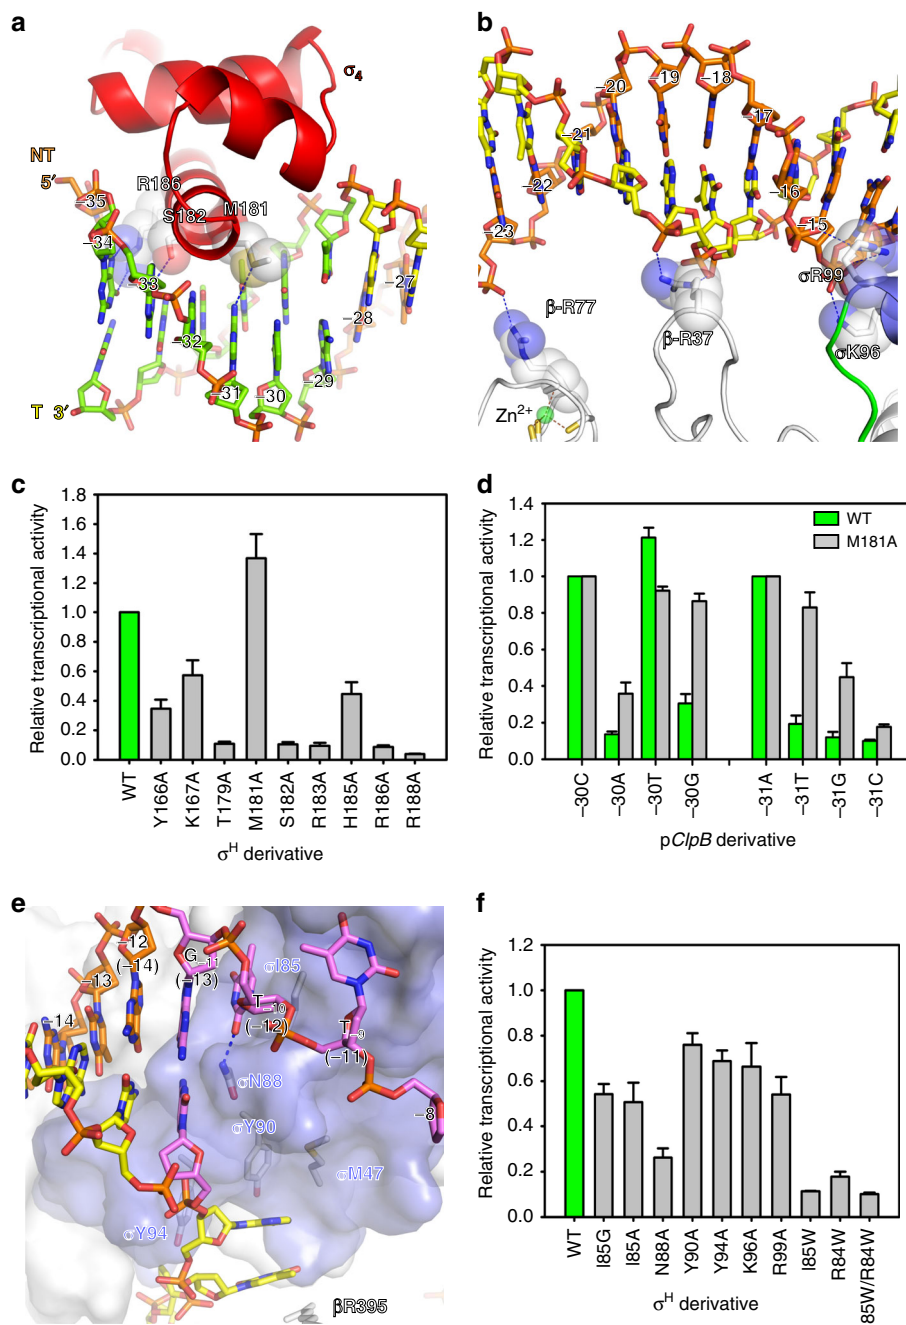 a
σ4
NT
5′
R186
S182
M181
−35
−34
−33
−32
−31
−30
−29
−28
−27
T 3′
b
−19
−18
−20
−17
−21
−22
−16
−23
−15
σR99
β-R77
β-R37
σK96
Zn2+
c
Relative transcriptional activity
1.8
1.6
1.4
1.2
1.0
0.8
0.6
0.4
0.2
0.0
WT
Y166A
K167A
T179A
M181A
S182A
R183A
H185A
R186A
R188A
σH derivative
d
Relative transcriptional activity
1.4
1.2
1.0
0.8
0.6
0.4
0.2
0.0
WT
M181A
−30C
−30A
−30T
−30G
−31A
−31T
−31G
−31C
pClpB derivative
e
−12
(−14)
−13
−14
G−11
(−13)
σI85
T−10
(−12)
T−9
(−11)
σN88
−8
σY90
σM47
σY94
βR395
f
Relative transcriptional activity
1.2
1.0
0.8
0.6
0.4
0.2
0.0
WT
I85G
I85A
N88A
Y90A
Y94A
K96A
R99A
I85W
R84W
85W/R84W
σH derivative